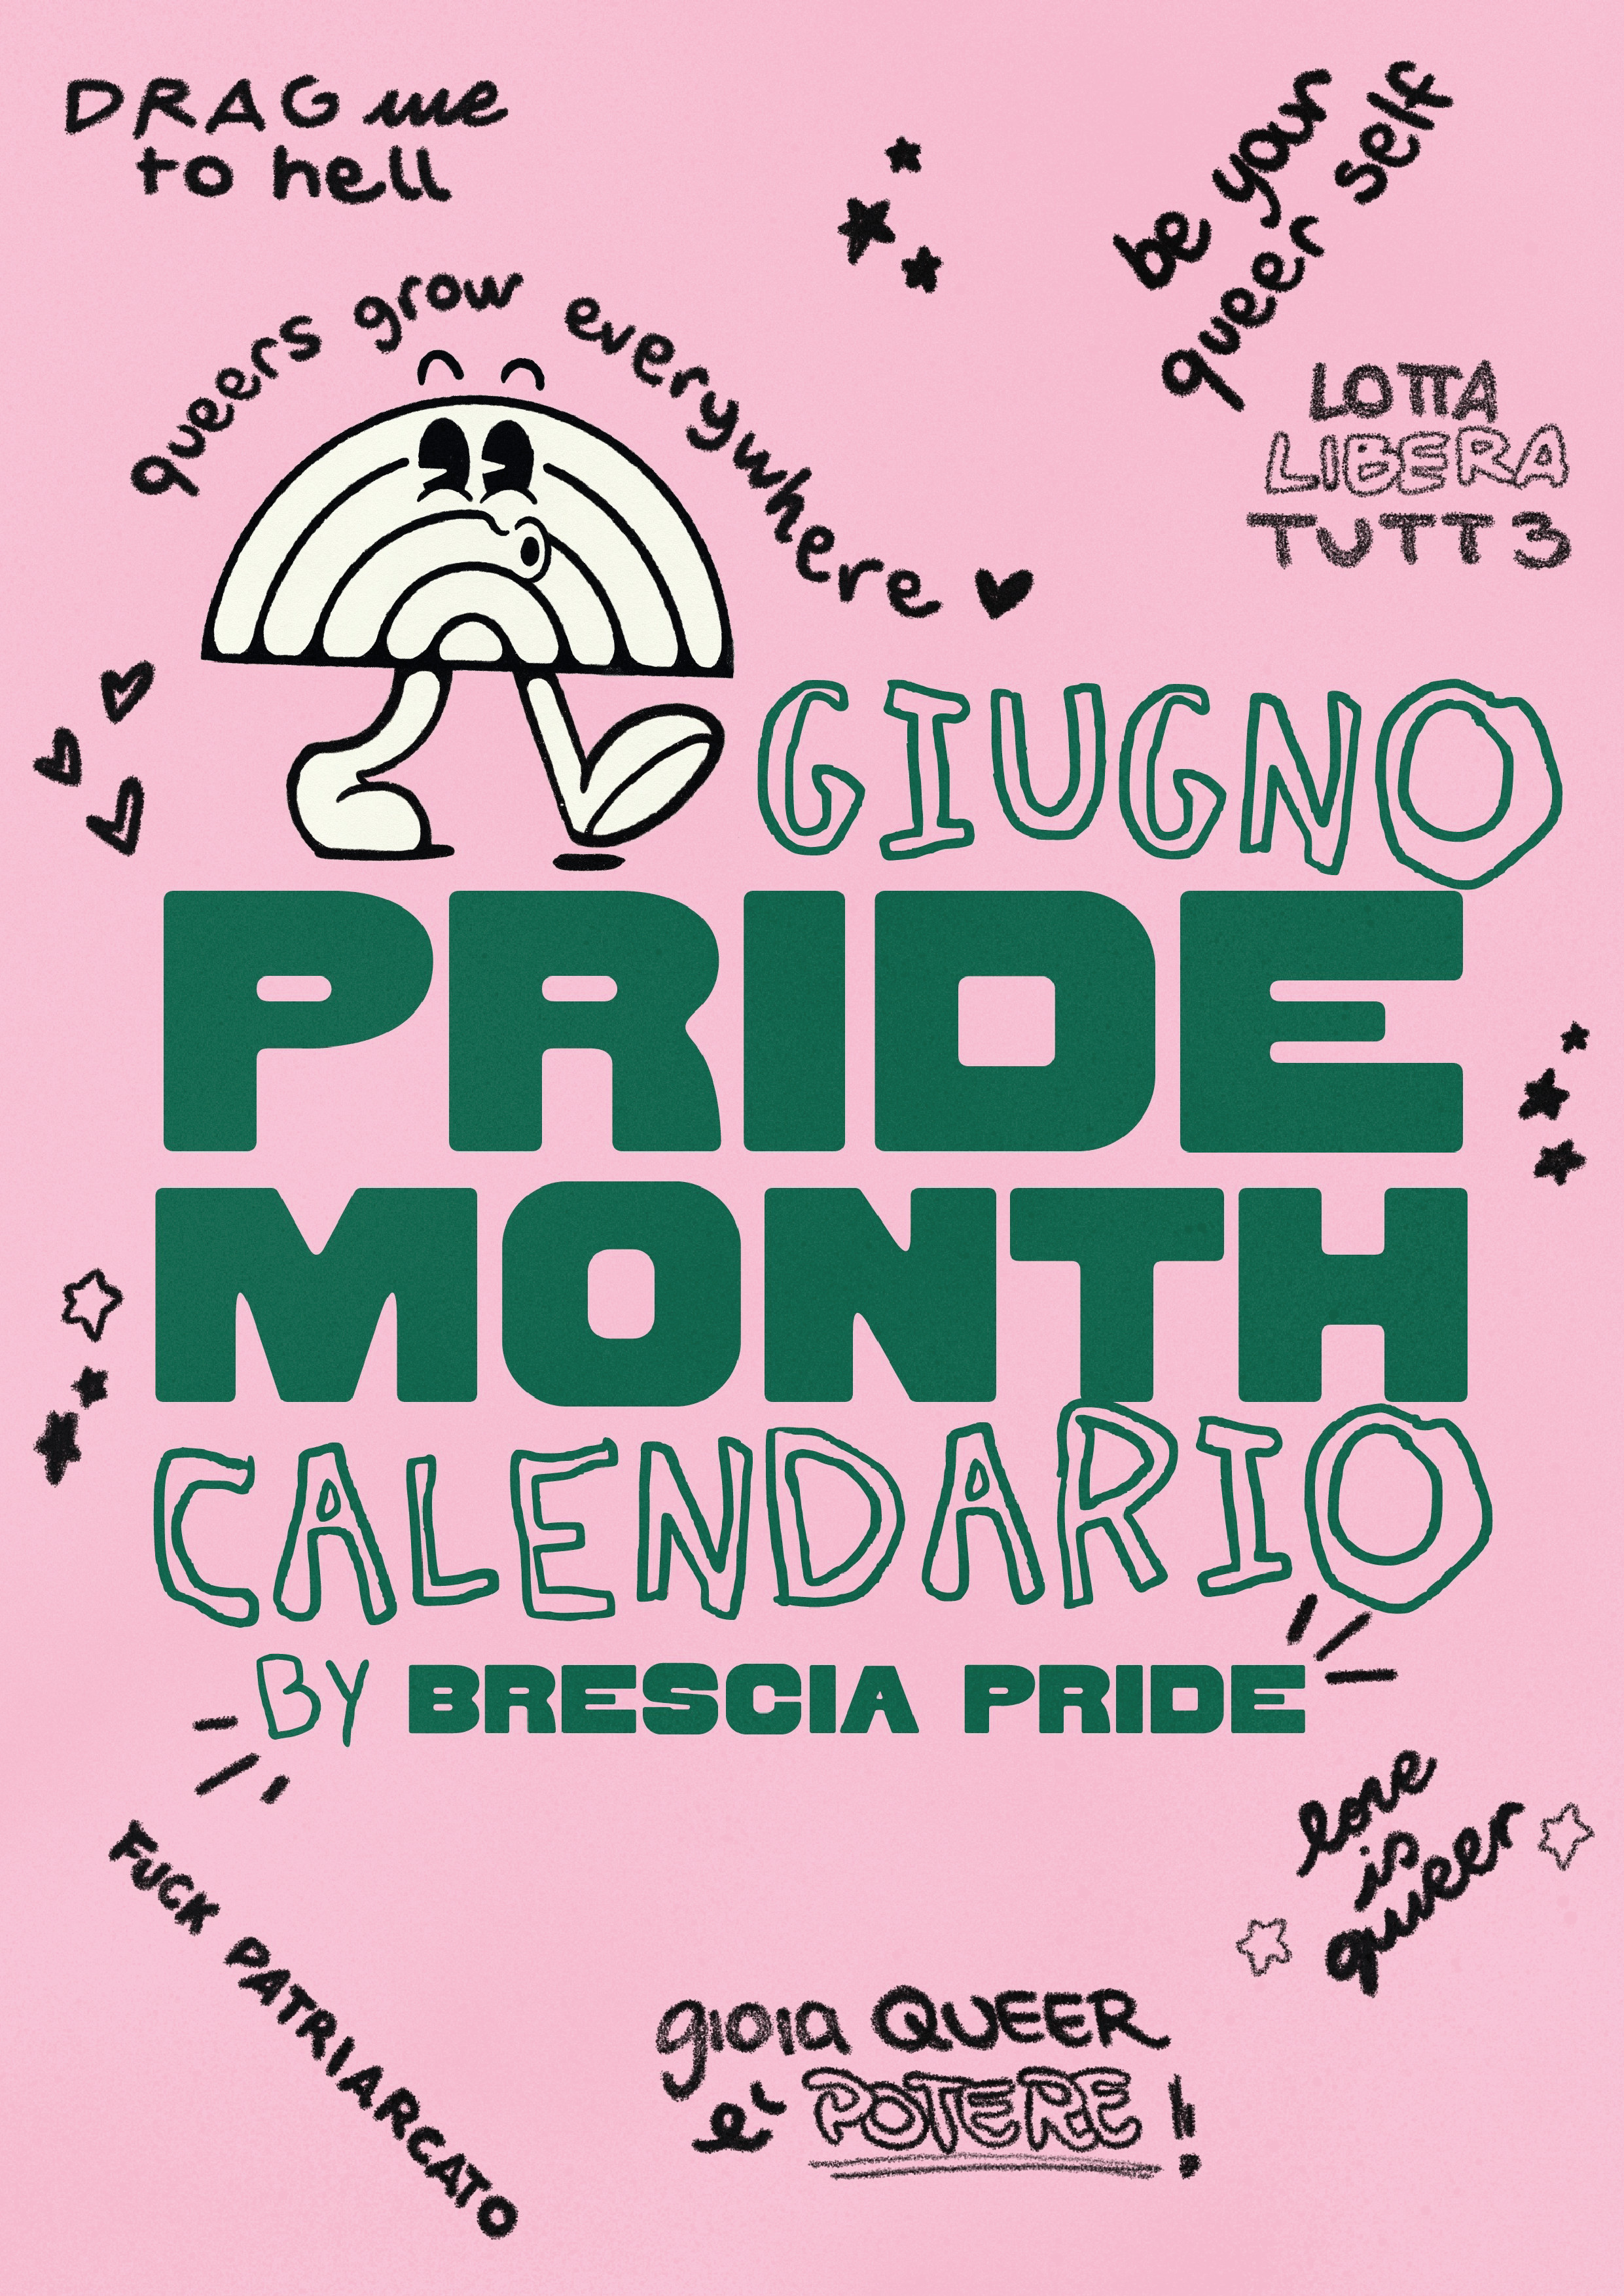 DRAG me
to hell
be your
queer self
queers grow everywhere
LOTTA
LIBERA
TUTT3
GIUGNO
PRIDE
MONTH
CALENDARIO
BY BRESCIA PRIDE
love
is
queer
FUCK PATRIARCATO
gioia QUEER
è POTERE!